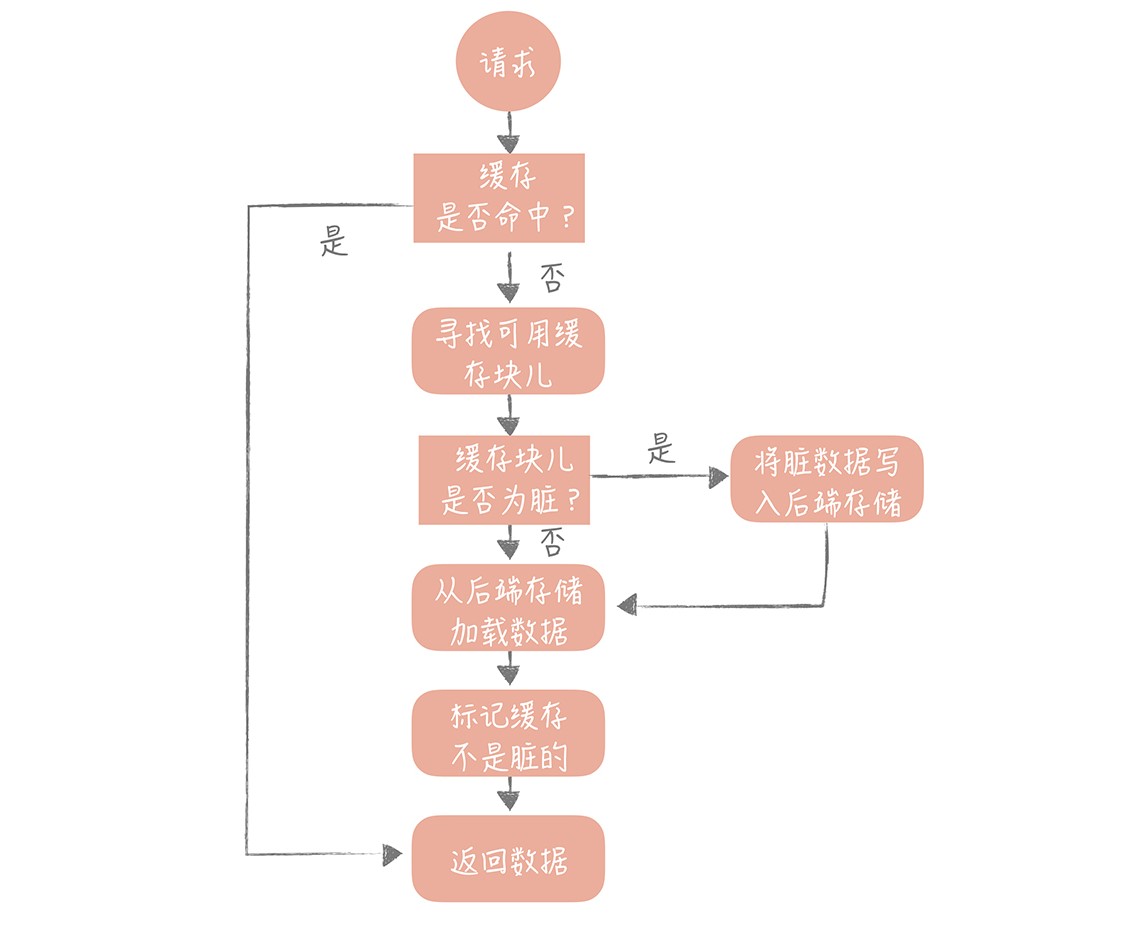 请求
缓存
是否命中？
是
否
寻找可用缓
存块儿
缓存块儿
是否为脏？
是
将脏数据写
入后端存储
否
从后端存储
加载数据
标记缓存
不是脏的
返回数据